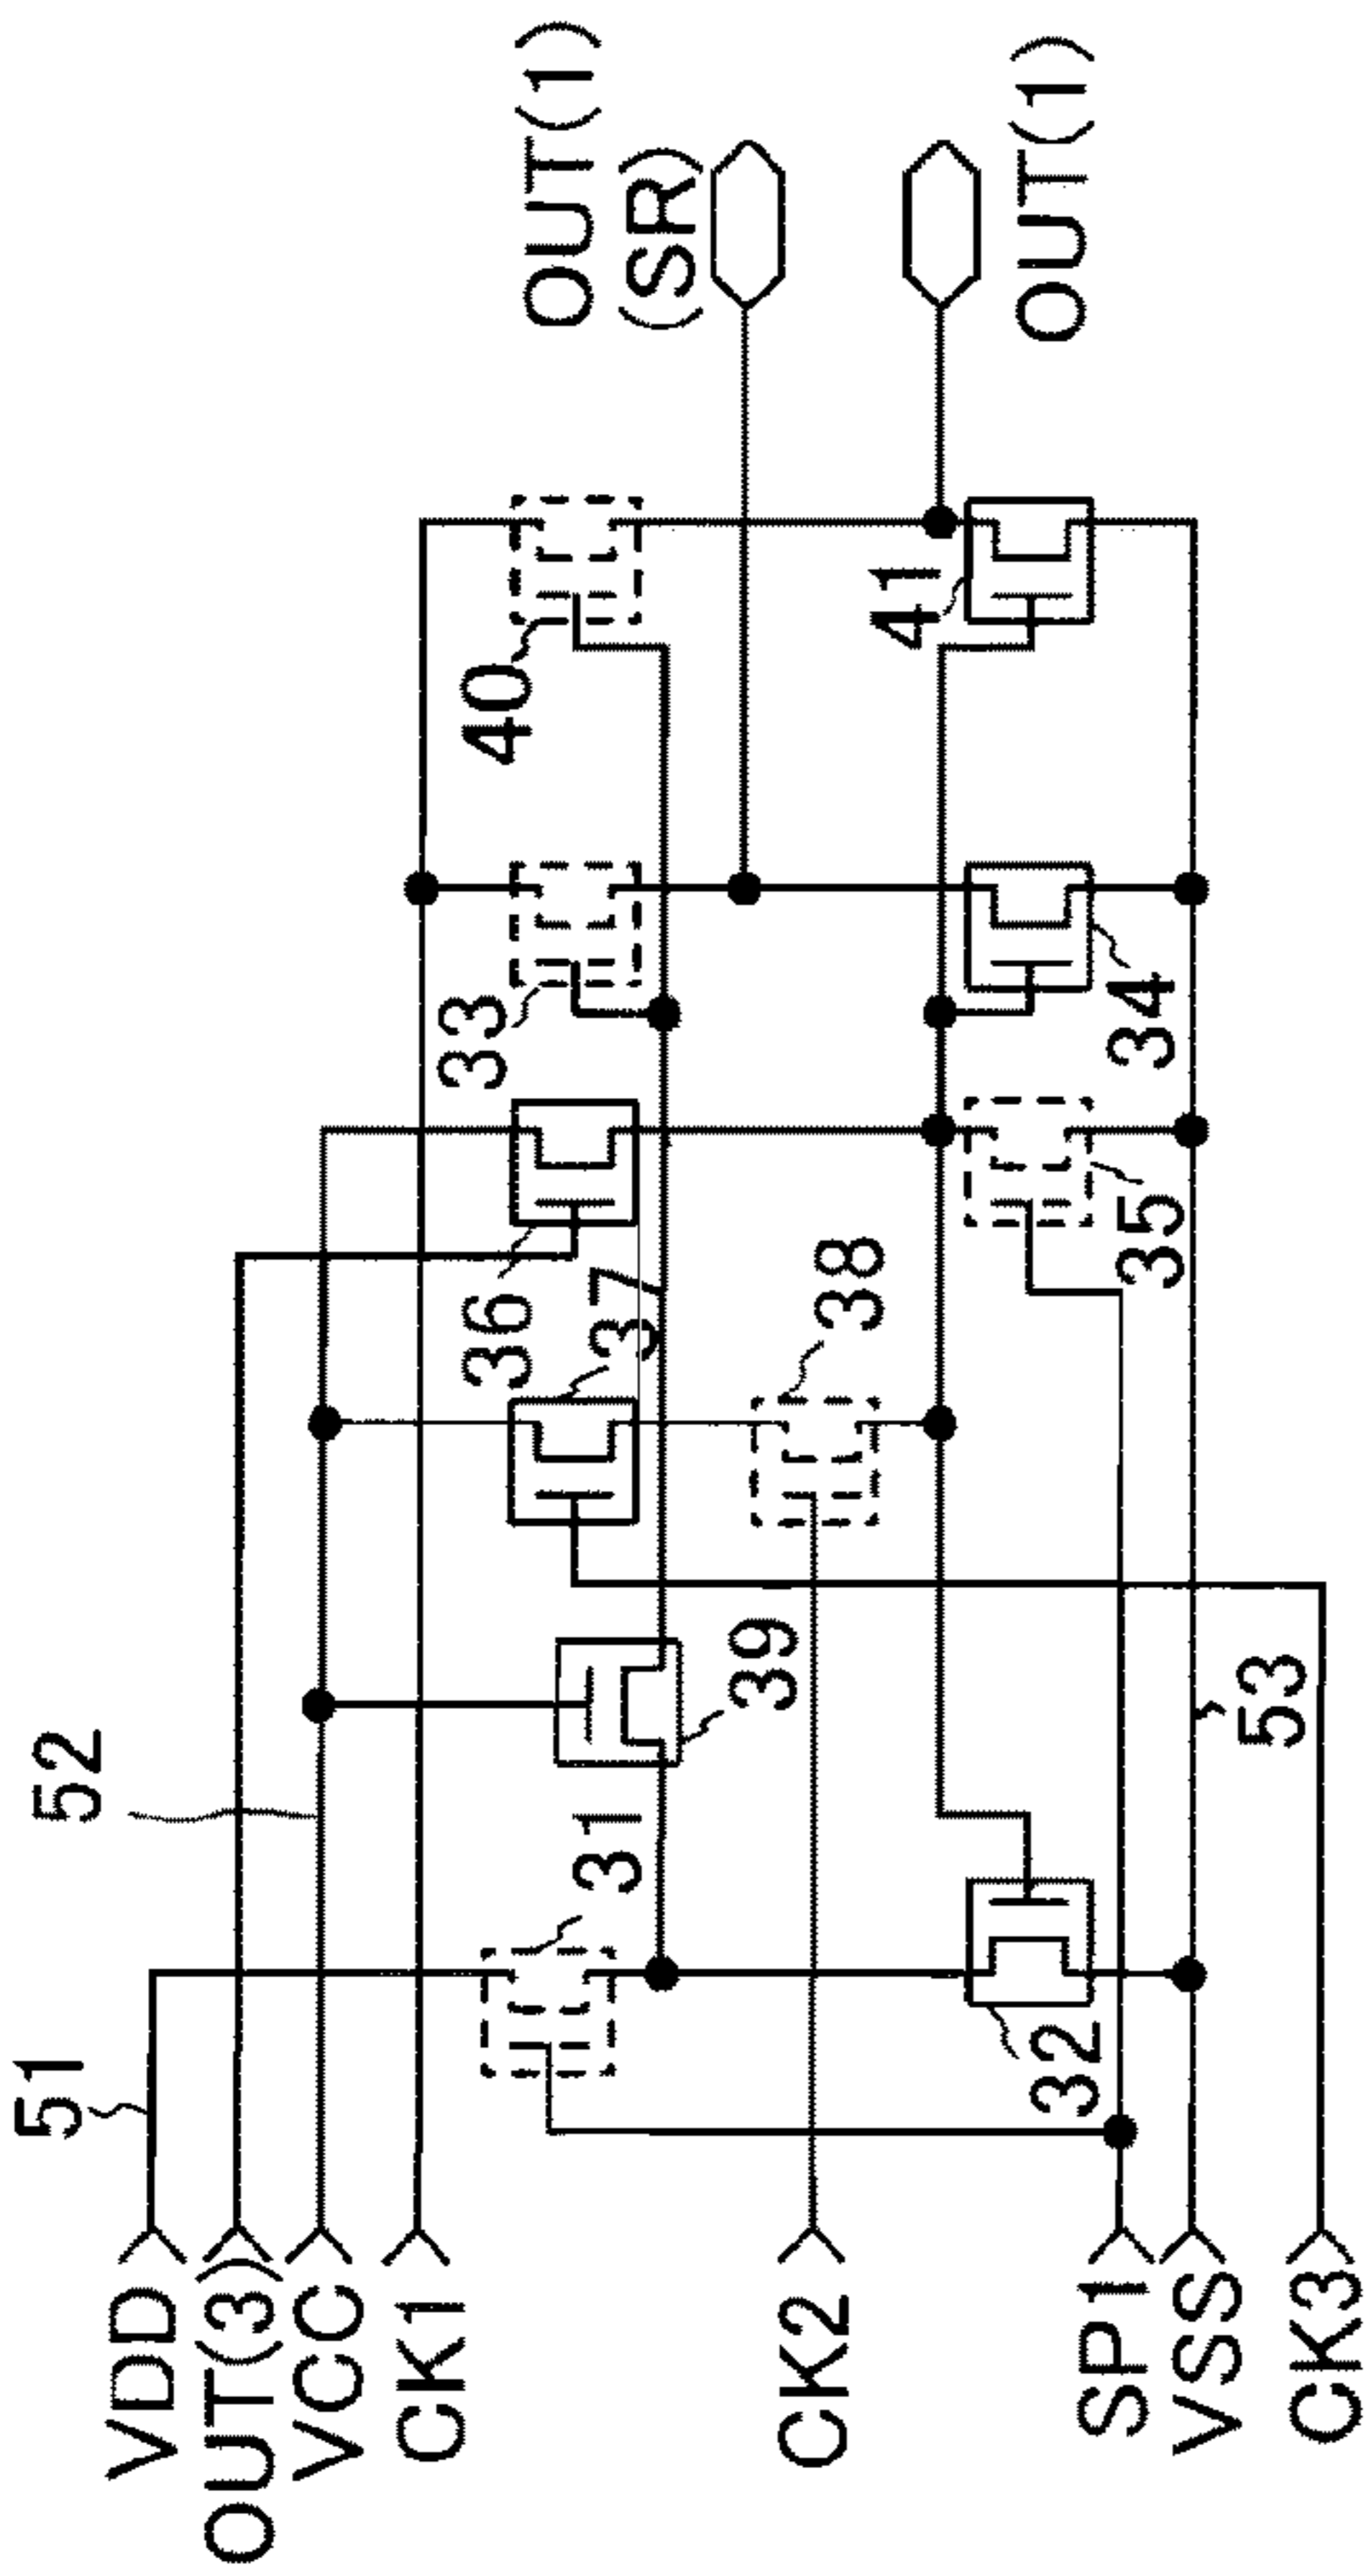 VDD
OUT(3)
VCC
CK1
CK2
SP1
VSS
CK3
51
52
53
31
32
39
37
38
36
35
33
34
40
41
OUT(1)
(SR)
OUT(1)